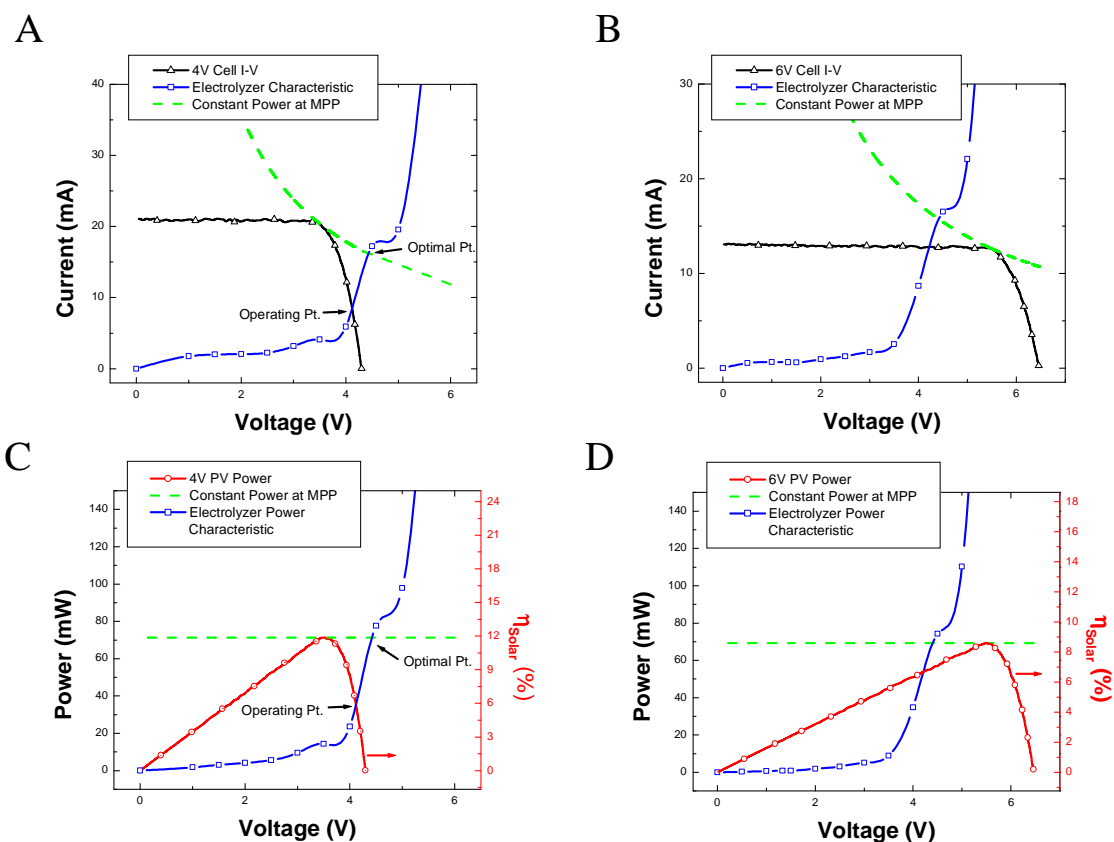 A
4V Cell I-V
Electrolyzer Characteristic
Constant Power at MPP
40
30
20
10
0
Current (mA)
Optimal Pt.
Operating Pt.
0
2
4
6
Voltage (V)
B
6V Cell I-V
Electrolyzer Characteristic
Constant Power at MPP
30
20
10
0
Current (mA)
0
2
4
6
Voltage (V)
C
4V PV Power
Constant Power at MPP
Electrolyzer Power
Characteristic
140
120
100
80
60
40
20
0
Power (mW)
24
21
18
15
12
9
6
3
0
ηSolar (%)
Optimal Pt.
Operating Pt.
0
2
4
6
Voltage (V)
D
6V PV Power
Constant Power at MPP
Electrolyzer Power
Characteristic
140
120
100
80
60
40
20
0
Power (mW)
18
16
14
12
10
8
6
4
2
0
ηSolar (%)
0
2
4
6
Voltage (V)